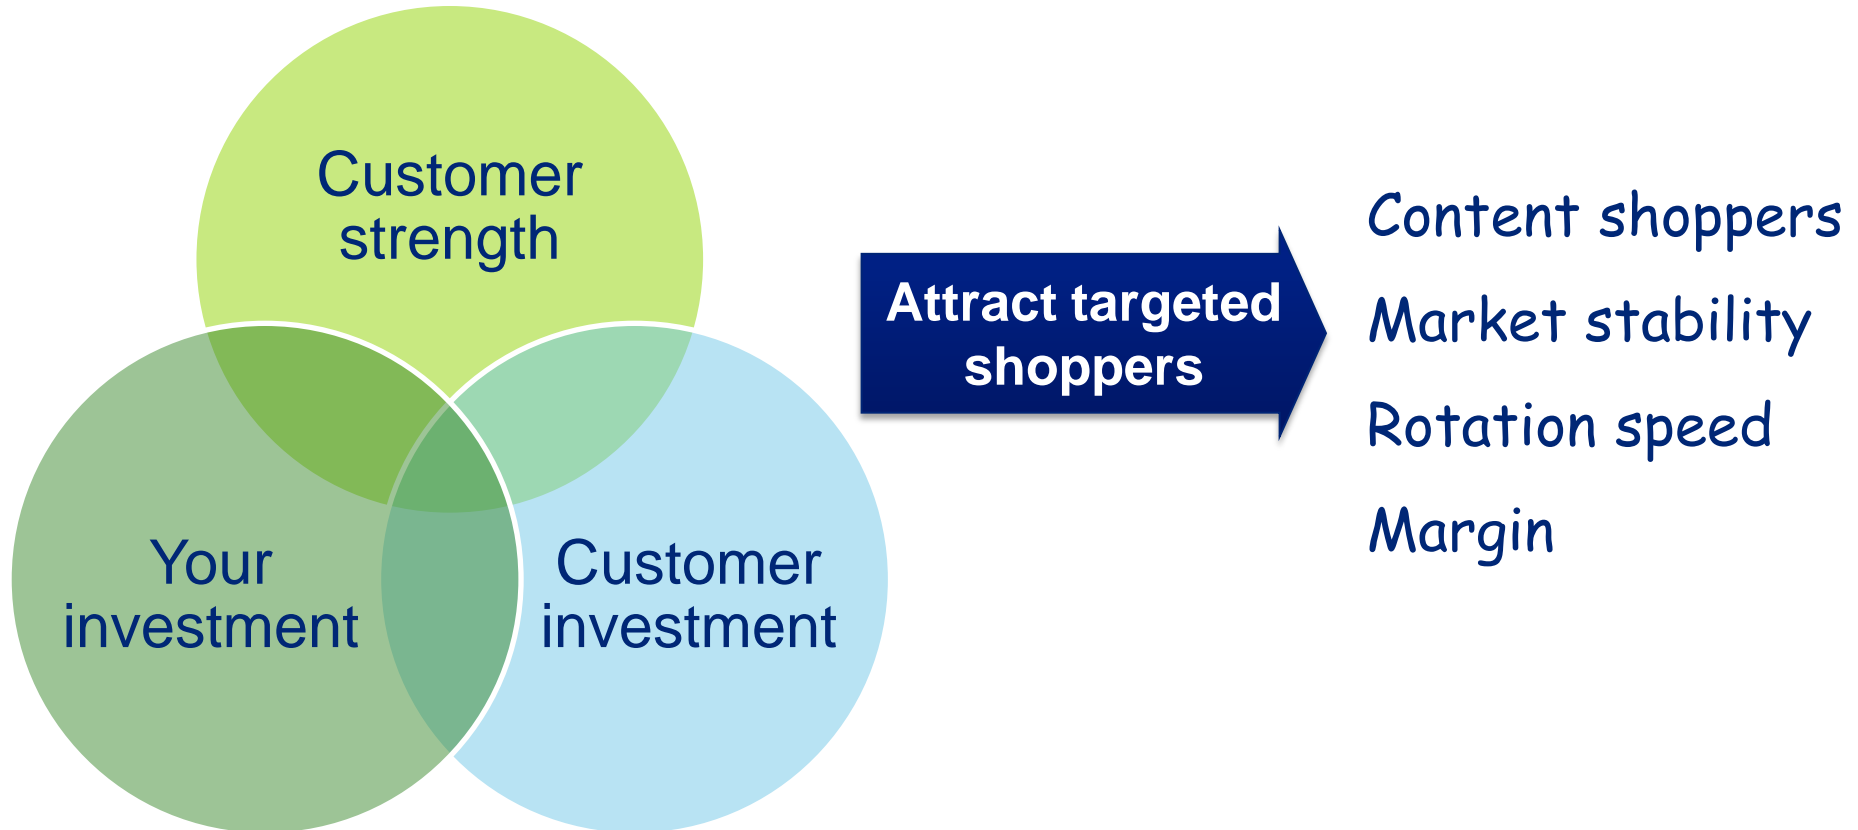 Customer
strength
Your
investment
Customer
investment
Attract targeted
shoppers
Content shoppers
Market stability
Rotation speed
Margin